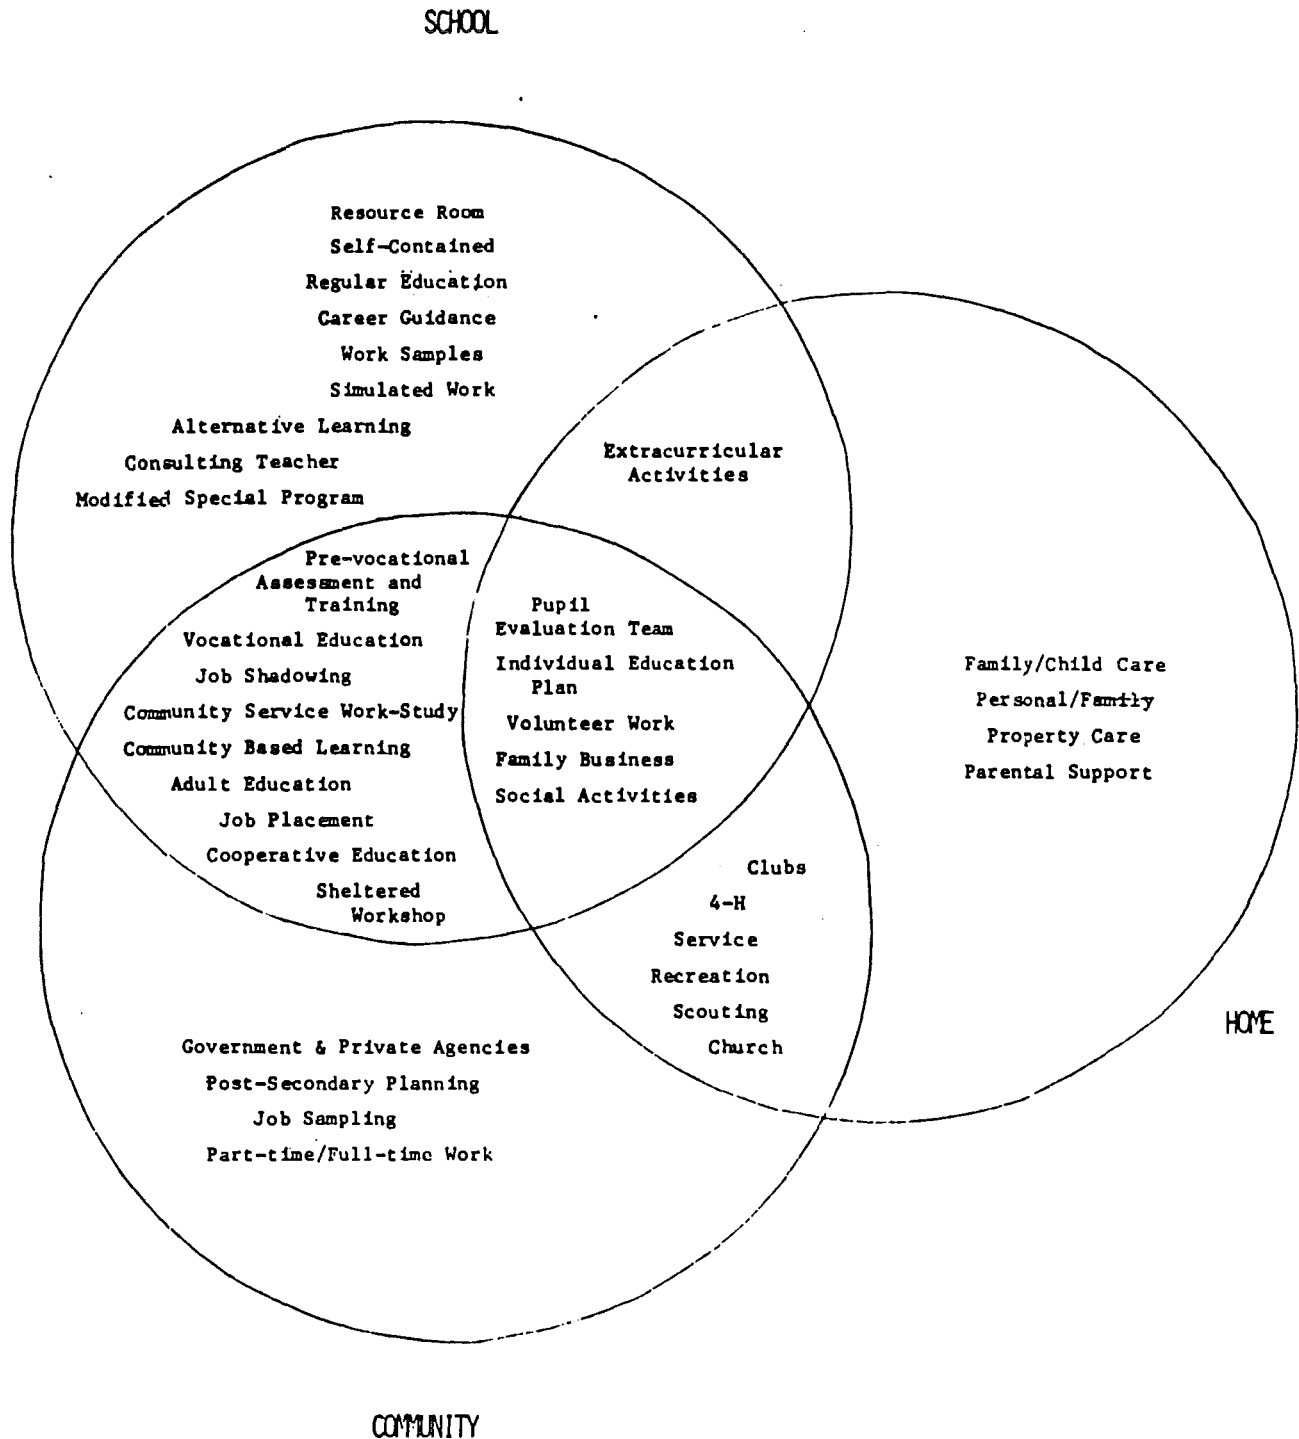 SCHOOL
Resource Room
Self-Contained
Regular Education
Career Guidance
Work Samples
Simulated Work
Alternative Learning
Consulting Teacher
Modified Special Program
Extracurricular
Activities
Pre-vocational
Assessment and
Training
Vocational Education
Job Shadowing
Community Service Work-Study
Community Based Learning
Adult Education
Job Placement
Cooperative Education
Sheltered
Workshop
Pupil
Evaluation Team
Individual Education
Plan
Volunteer Work
Family Business
Social Activities
Family/Child Care
Personal/Family
Property Care
Parental Support
Clubs
4-H
Service
Recreation
Scouting
Church
HOME
Government & Private Agencies
Post-Secondary Planning
Job Sampling
Part-time/Full-time Work
COMMUNITY